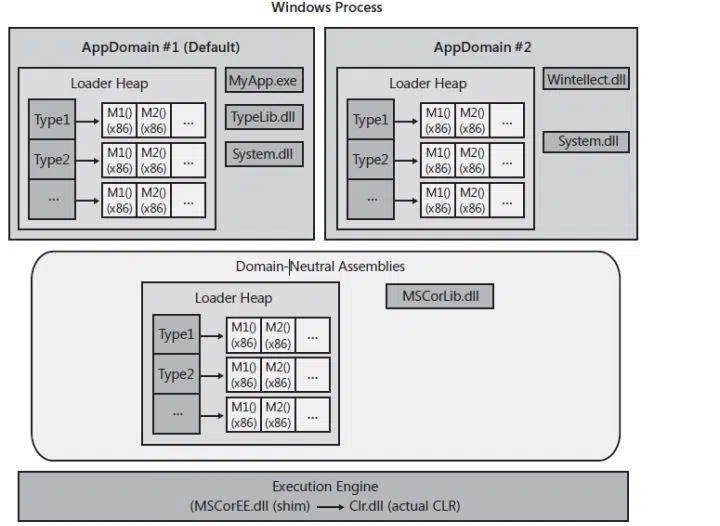 Windows Process
AppDomain #1 (Default)
Loader Heap
Type1
M1()
(x86)
M2()
(x86)
...
Type2
M1()
(x86)
M2()
(x86)
...
...
M1()
(x86)
M2()
(x86)
...
MyApp.exe
TypeLib.dll
System.dll
AppDomain #2
Loader Heap
Type1
M1()
(x86)
M2()
(x86)
...
Type2
M1()
(x86)
M2()
(x86)
...
...
M1()
(x86)
M2()
(x86)
...
Wintellect.dll
System.dll
Domain-Neutral Assemblies
Loader Heap
Type1
M1()
(x86)
M2()
(x86)
...
Type2
M1()
(x86)
M2()
(x86)
...
...
M1()
(x86)
M2()
(x86)
...
MSCorLib.dll
Execution Engine
(MSCorEE.dll (shim) → Clr.dll (actual CLR)